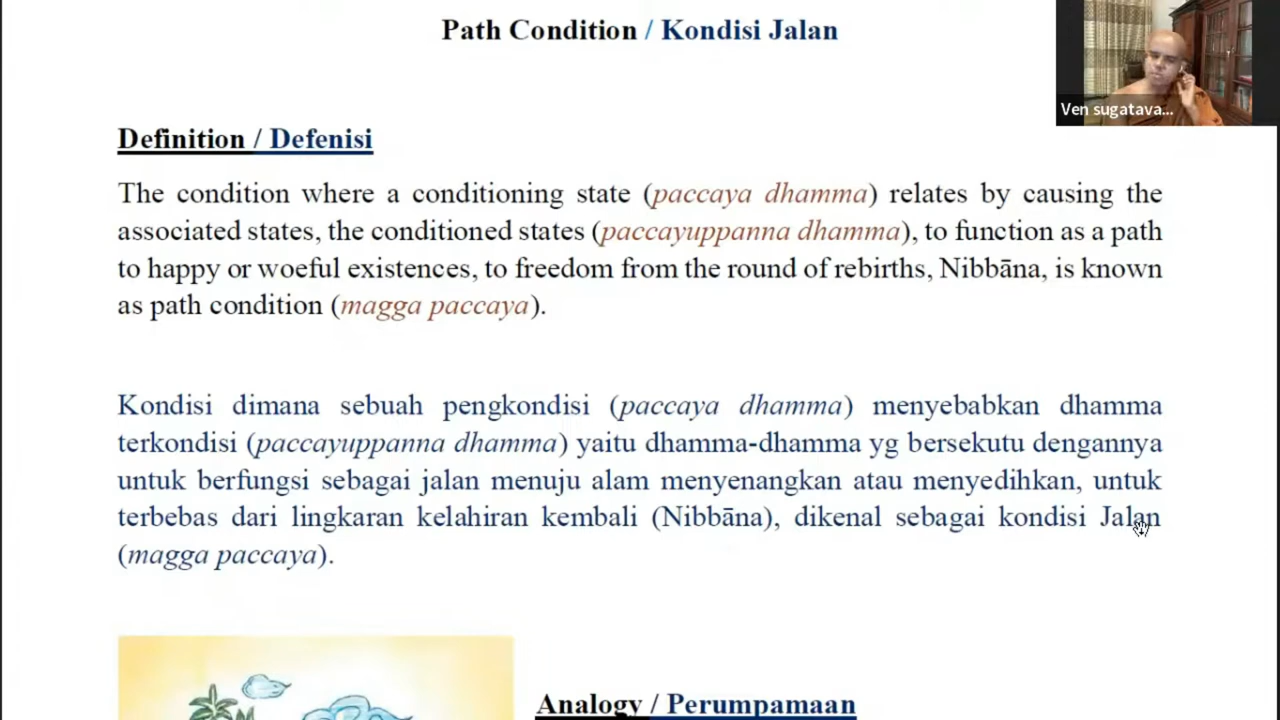 Path Condition / Kondisi Jalan
Ven sugatava...
Definition / Defenisi
The condition where a conditioning state (paccaya dhamma) relates by causing the
associated states, the conditioned states (paccayuppanna dhamma), to function as a path
to happy or woeful existences, to freedom from the round of rebirths, Nibbāna, is known
as path condition (magga paccaya).
Kondisi dimana sebuah pengkondisi (paccaya dhamma) menyebabkan dhamma
terkondisi (paccayuppanna dhamma) yaitu dhamma-dhamma yg bersekutu dengannya
untuk berfungsi sebagai jalan menuju alam menyenangkan atau menyedihkan, untuk
terbebas dari lingkaran kelahiran kembali (Nibbāna), dikenal sebagai kondisi Jalan
(magga paccaya).
Analogy / Perumpamaan